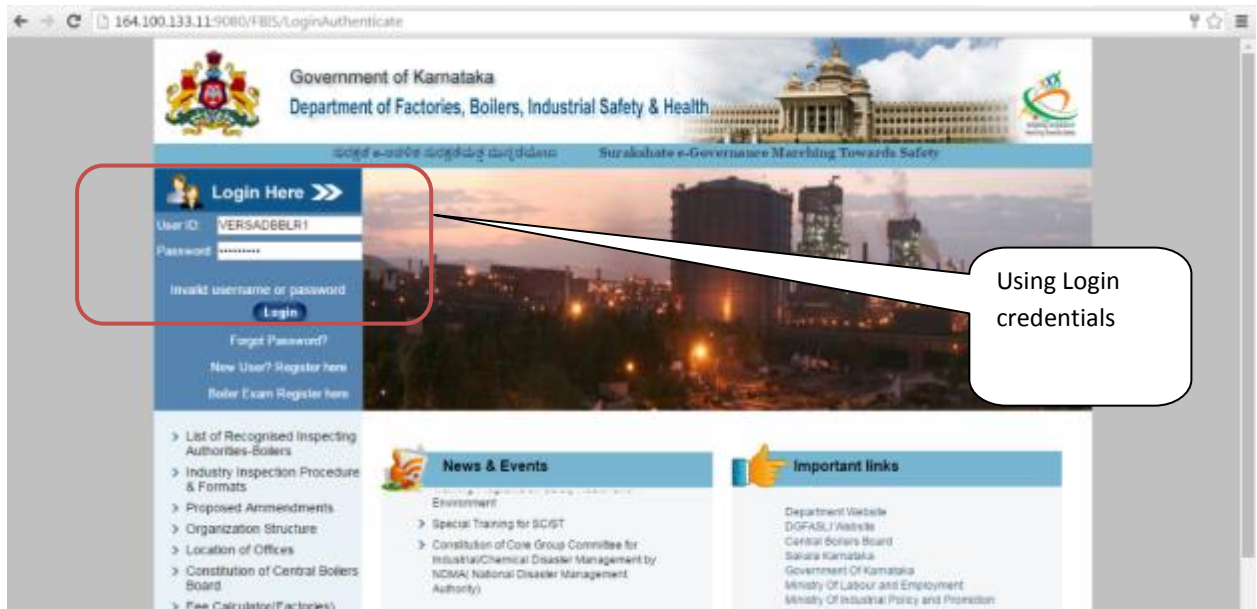 164.100.133.11:9080/FBIS/LoginAuthenticate
Government of Karnataka
Department of Factories, Boilers, Industrial Safety & Health
Surakshate e-Governance Marching Towards Safety
Login Here
User ID: VERSADBBLR1
Password
Invalid username or password
Login
Forgot Password?
New User? Register here
Boiler Exam Register here
Using Login
credentials
List of Recognised Inspecting
Authorities-Boilers
Industry Inspection Procedure
& Formats
Proposed Ammendments
Organization Structure
Location of Offices
Constitution of Central Boilers
Board
Fee Calculator(Factories)
News & Events
Environment
Special Training for SC/ST
Constitution of Core Group Committee for
Industrial/Chemical Disaster Management by
NDMA( National Disaster Management
Authority)
Important links
Department Website
DGFASLI Website
Central Boilers Board
Sakala Karnataka
Government Of Karnataka
Ministry Of Labour and Employment
Ministry Of Industrial Policy and Promotion